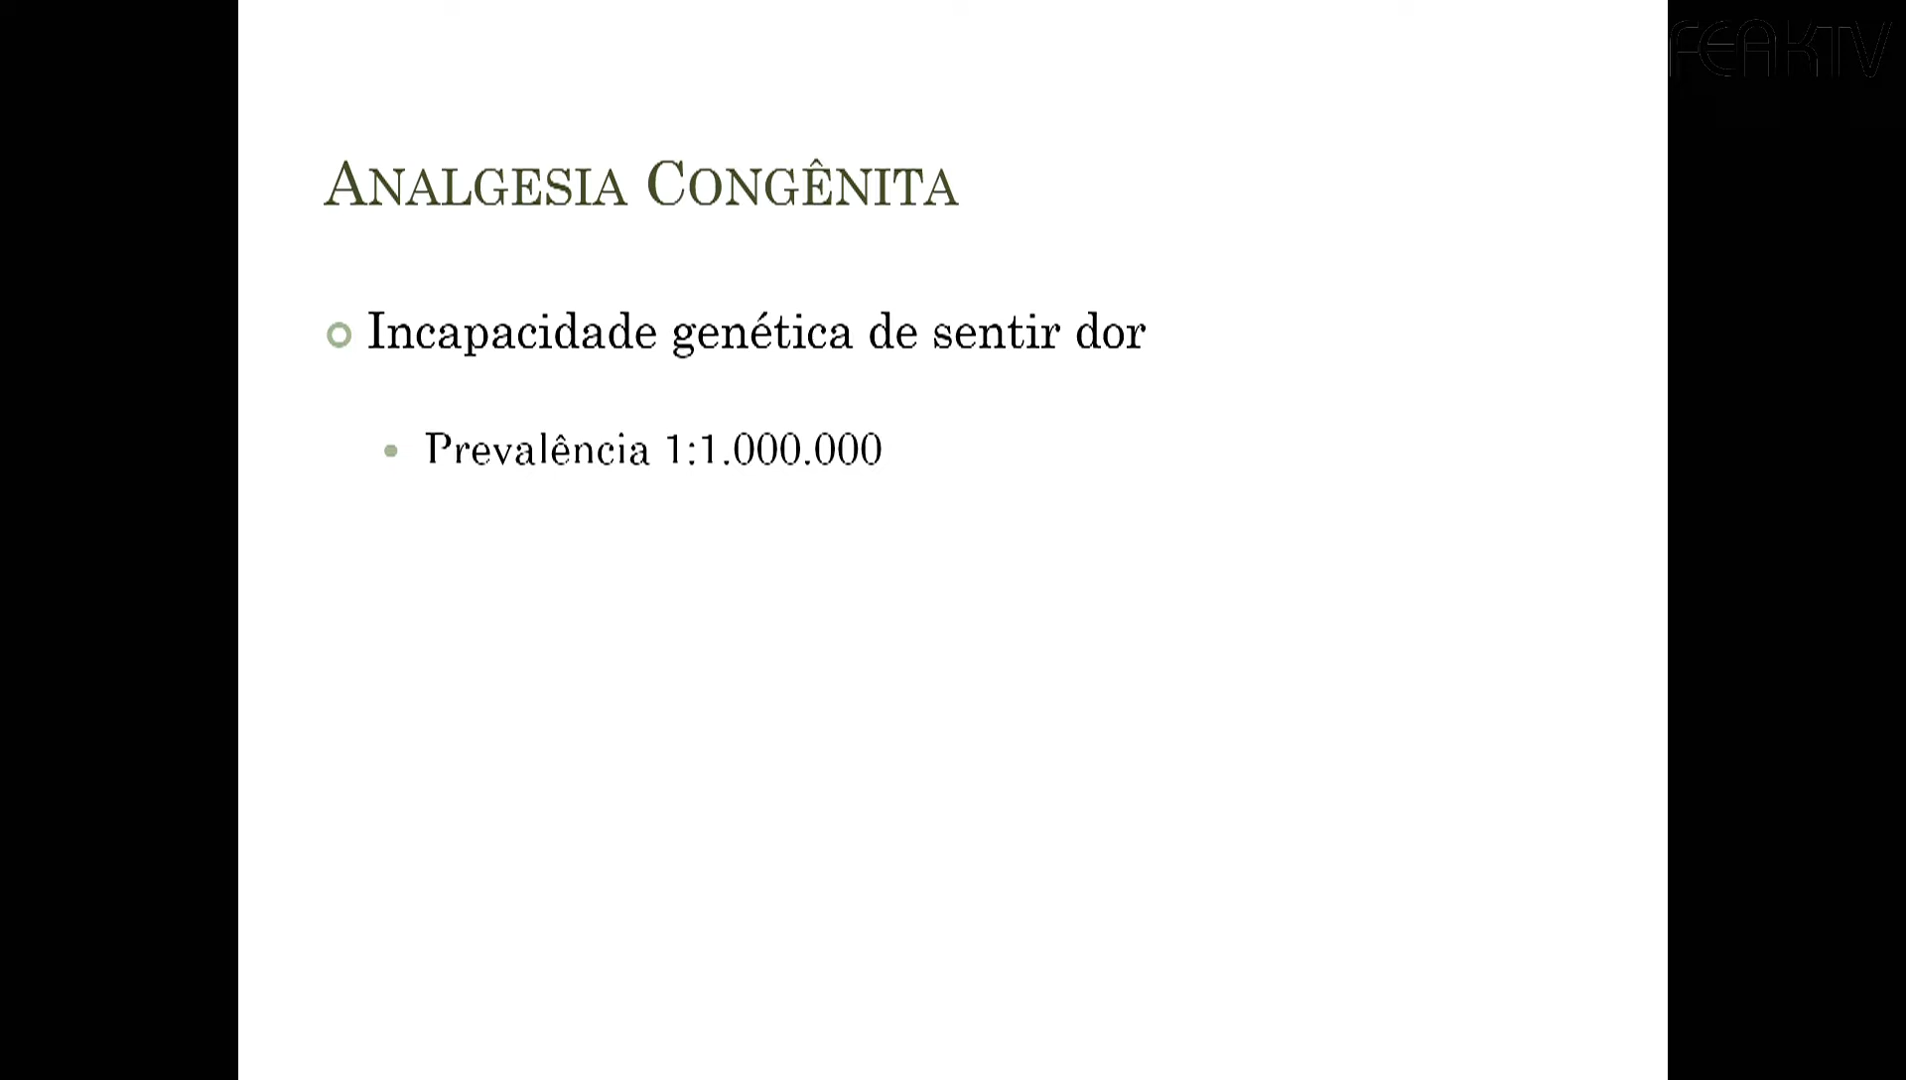 FEAKTV
ANALGESIA CONGÊNITA
Incapacidade genética de sentir dor
Prevalência 1:1.000.000